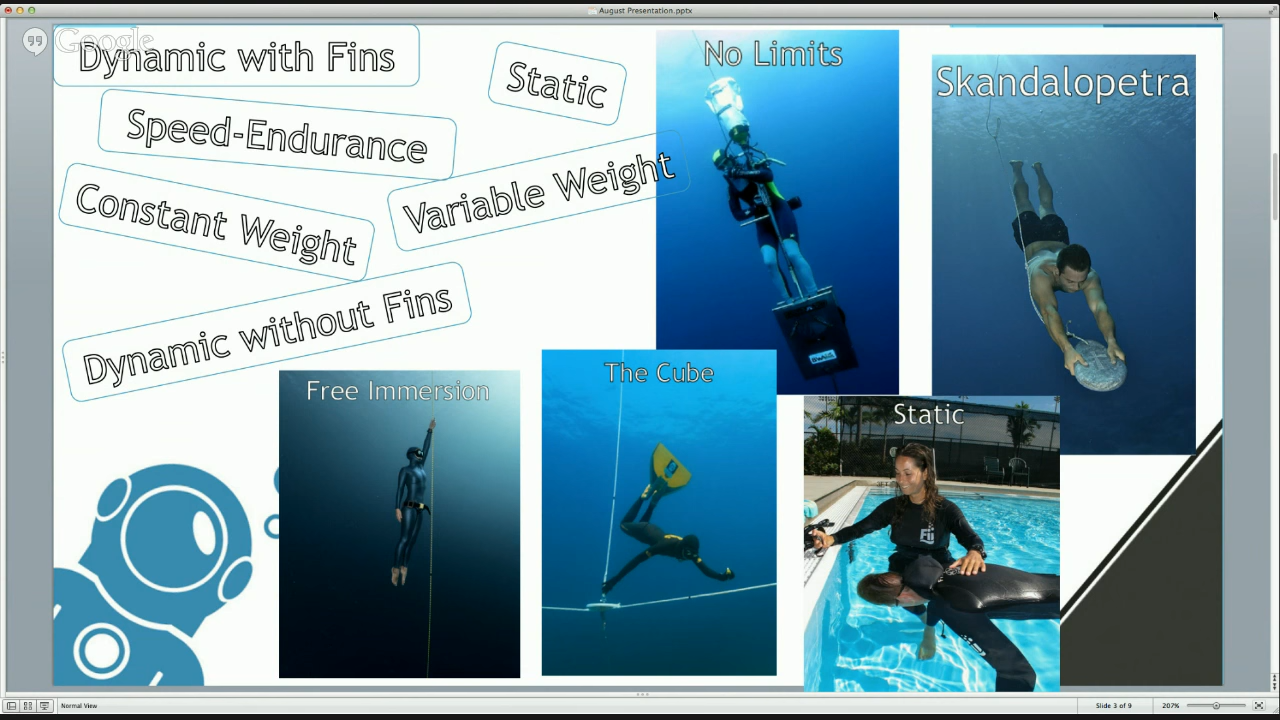 August Presentation.pptx
Google
Dynamic with Fins
Static
No Limits
Skandalopetra
Speed-Endurance
Variable Weight
Constant Weight
Dynamic without Fins
Free Immersion
The Cube
Static
Fii
Normal View
Slide 3 of 9
207%